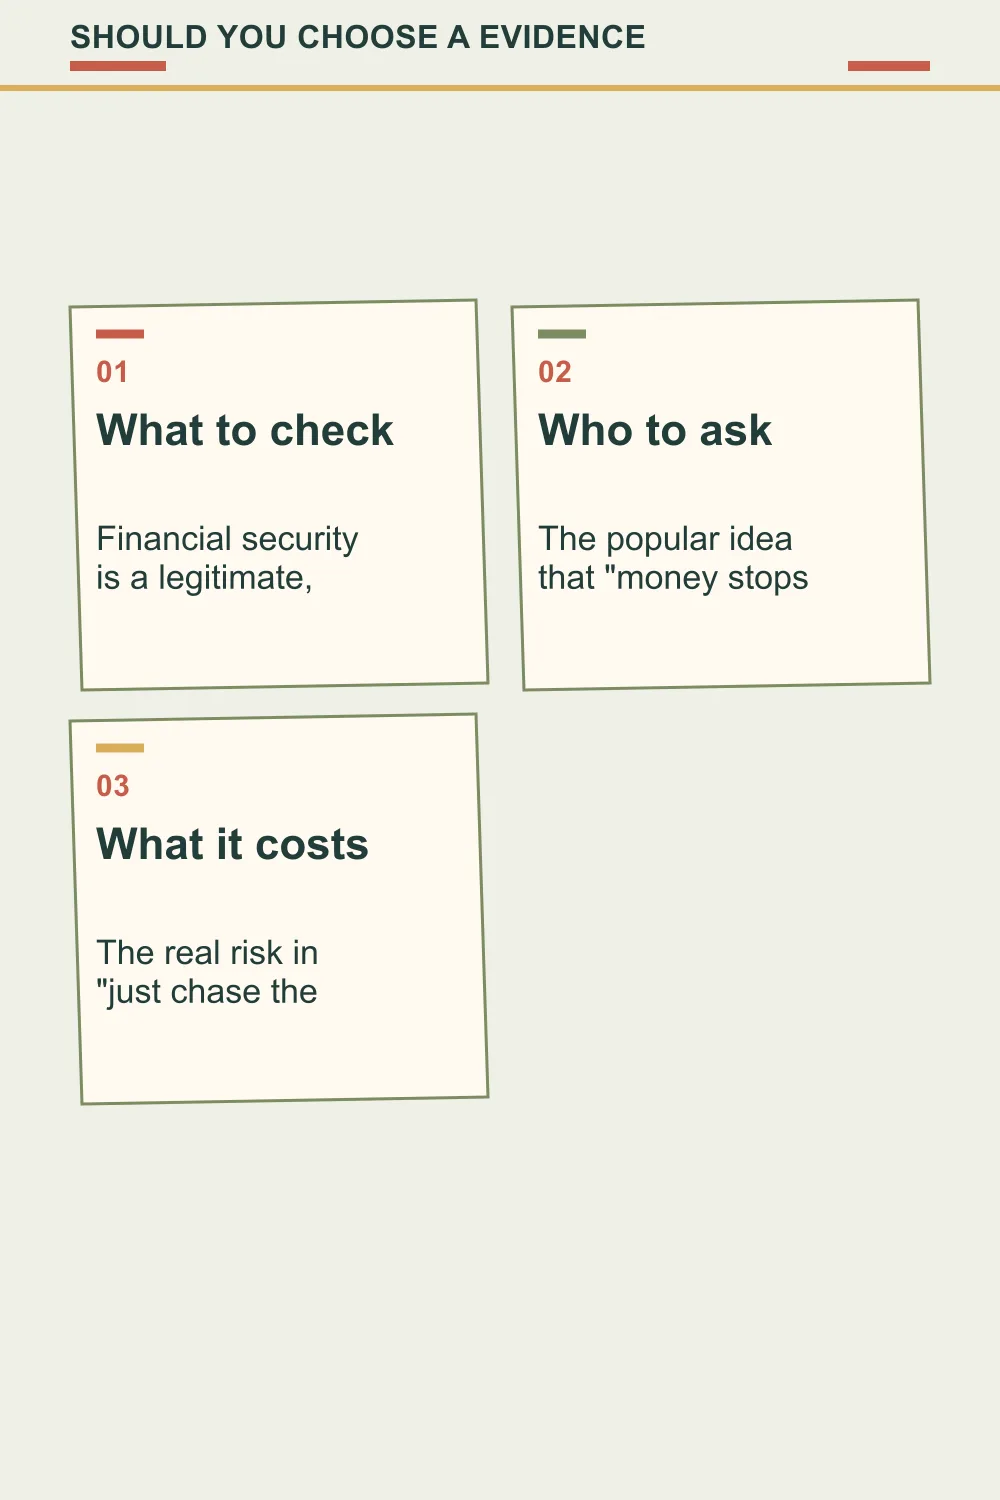 SHOULD YOU CHOOSE A EVIDENCE
01
What to check
Financial security
is a legitimate,
02
Who to ask
The popular idea
that "money stops
03
What it costs
The real risk in
"just chase the